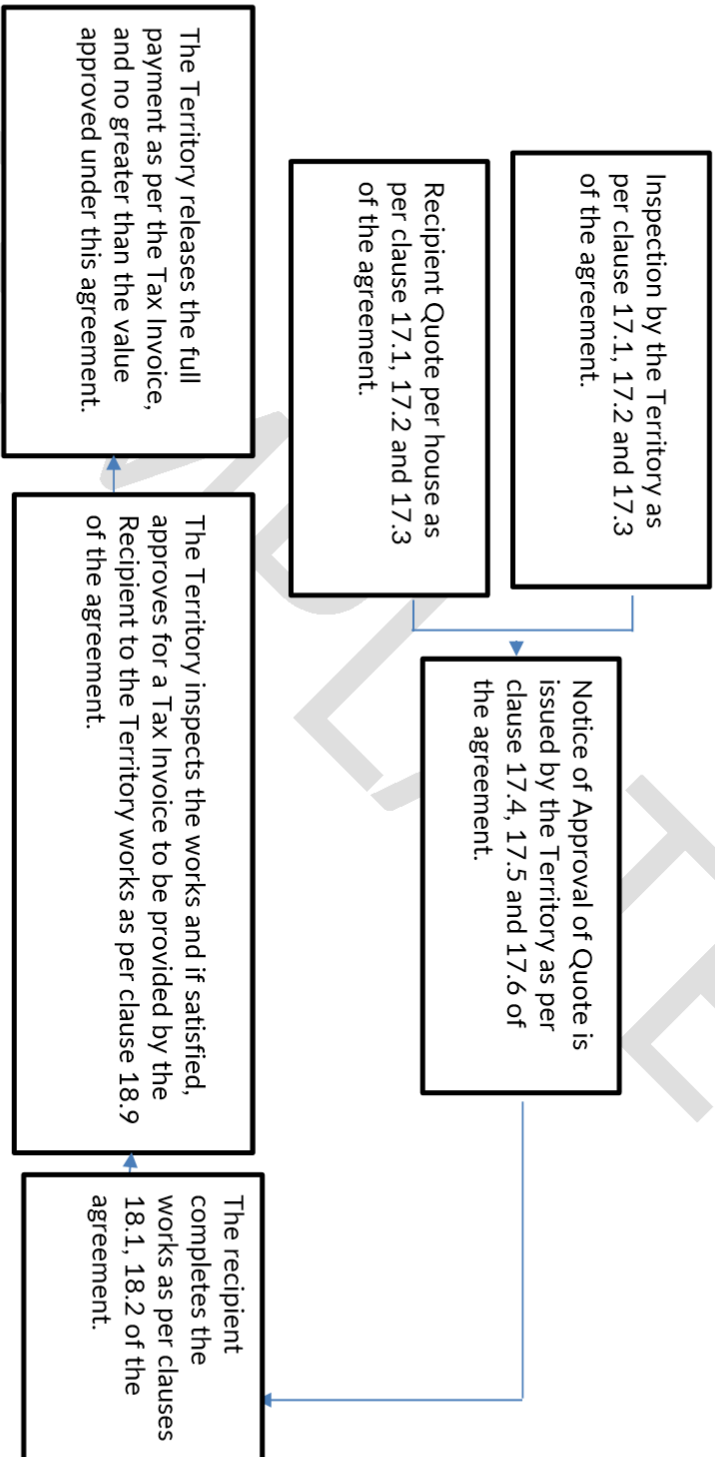 Inspection by the Territory as
per clause 17.1, 17.2 and 17.3
of the agreement.
Recipient Quote per house as
per clause 17.1, 17.2 and 17.3
of the agreement.
Notice of Approval of Quote is
issued by the Territory as per
clause 17.4, 17.5 and 17.6 of
the agreement.
The recipient
completes the
works as per clauses
18.1, 18.2 of the
agreement.
The Territory inspects the works and if satisfied,
approves for a Tax Invoice to be provided by the
Recipient to the Territory works as per clause 18.9
of the agreement.
The Territory releases the full
payment as per the Tax Invoice,
and no greater than the value
approved under this agreement.